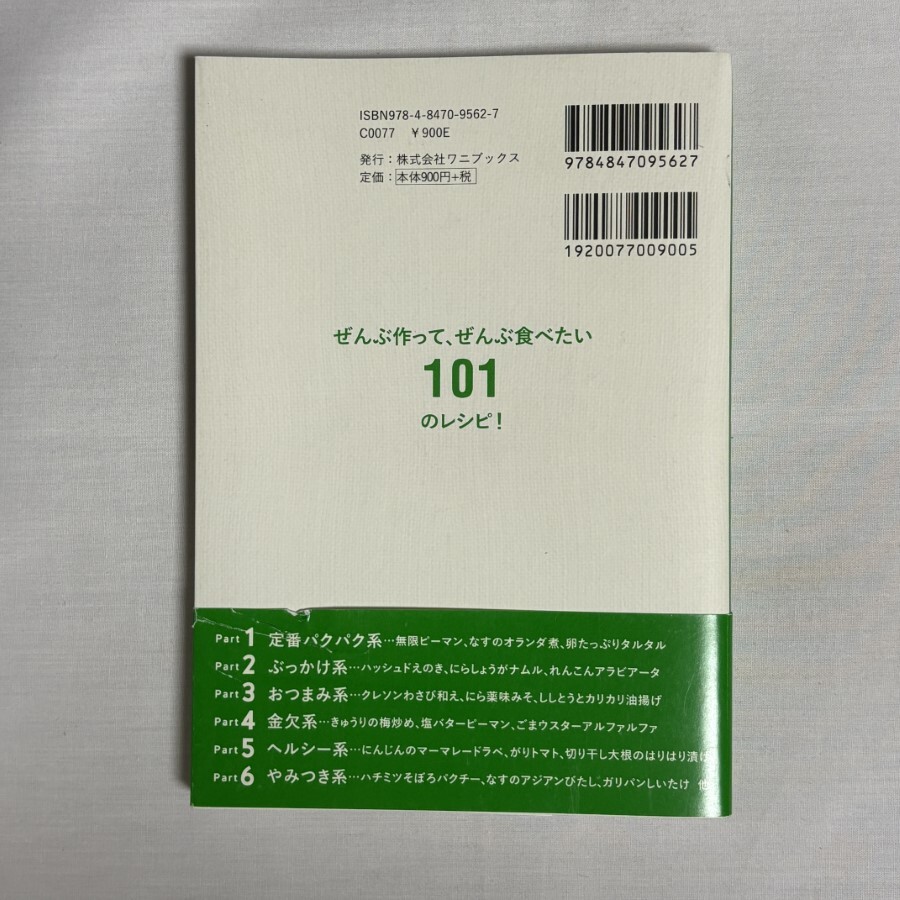 ISBN978-4-8470-9562-7
C0077 ¥900E
発行：株式会社ワニブックス
定価：本体900円+税
9784847095627
1920077009005
ぜんぶ作って、ぜんぶ食べたい
101
のレシピ！
Part1 定番パクパク系…無限ピーマン、なすのオランダ煮、卵たっぷりタルタル
Part2 ぶっかけ系…ハッシュドえのき、にらしょうがナムル、れんこんアラビアータ
Part3 おつまみ系…クレソンわさび和え、にら薬味みそ、ししとうとカリカリ油揚げ
Part4 金欠系…きゅうりの梅炒め、塩バターピーマン、ごまウスターアルファルファ
Part5 ヘルシー系…にんじんのマーマレードラペ、がりトマト、切り干し大根のはりはり漬け
Part6 やみつき系…ハチミツそぼろパクチー、なすのアジアンびたし、ガリバンしいたけ 他